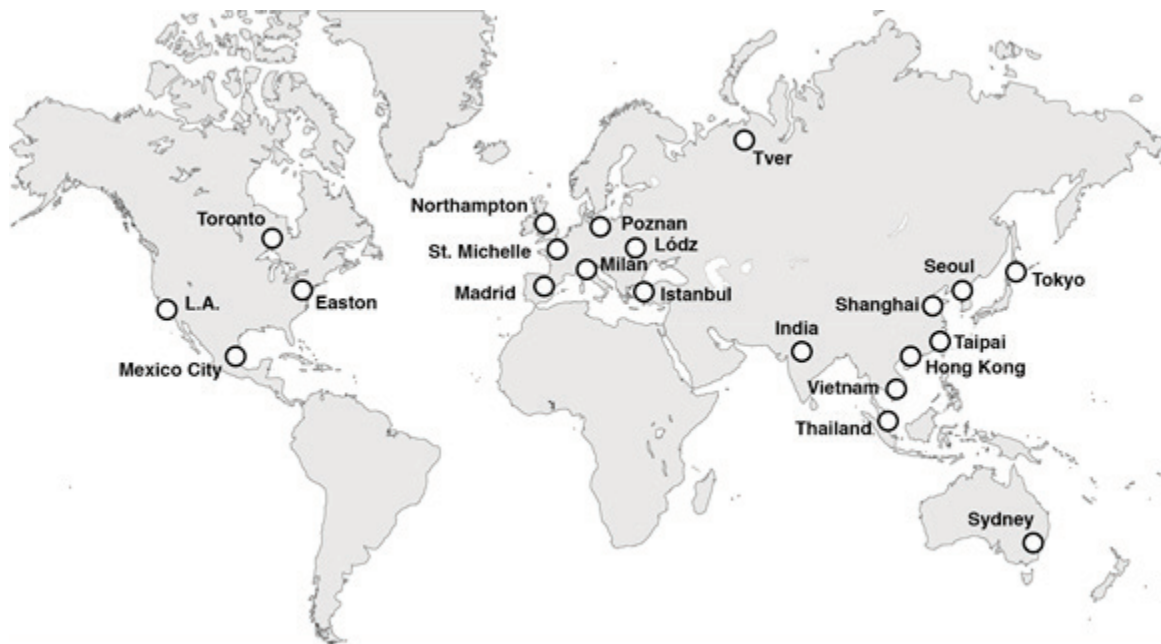 Tver
Northampton
Toronto
Poznan
St. Michelle
Lódz
Milan
Seoul
Tokyo
Madrid
Istanbul
L.A.
Easton
Shanghai
India
Taipai
Mexico City
Hong Kong
Vietnam
Thailand
Sydney